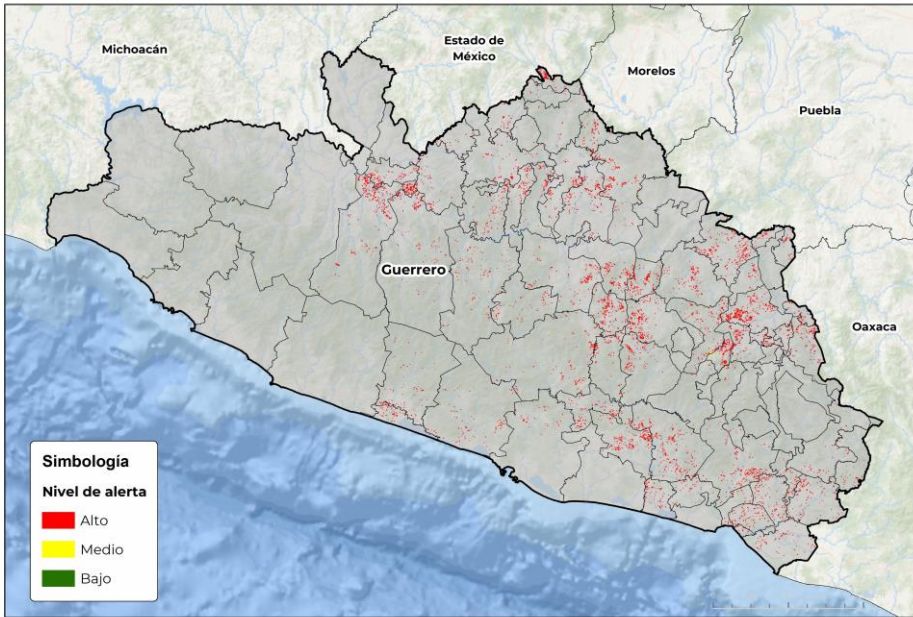 Michoacán
Estado de
México
Morelos
Puebla
Guerrero
Oaxaca
Simbología
Nivel de alerta
Alto
Medio
Bajo